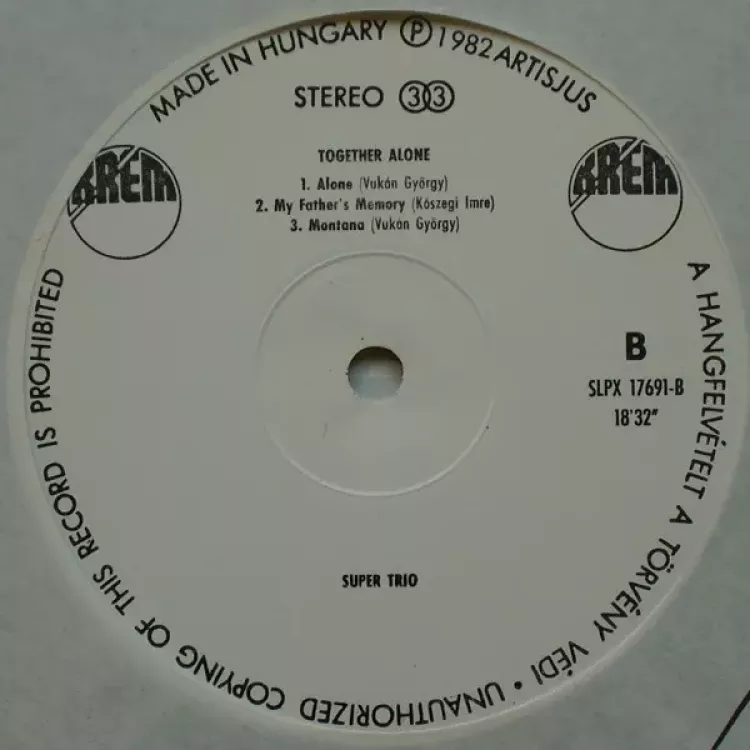 MADE IN HUNGARY Ⓟ 1982 ARTISJUS
STEREO 33
TOGETHER ALONE
1. Alone (Vukán György)
2. My Father's Memory (Kőszegi Imre)
3. Montana (Vukán György)
KRÉM
KRÉM
B
SLPX 17691-B
18'32"
SUPER TRIO
A HANGFELVÉTELT A TÖRVÉNY VÉDI • UNAUTHORIZED COPYING OF THIS RECORD IS PROHIBITED